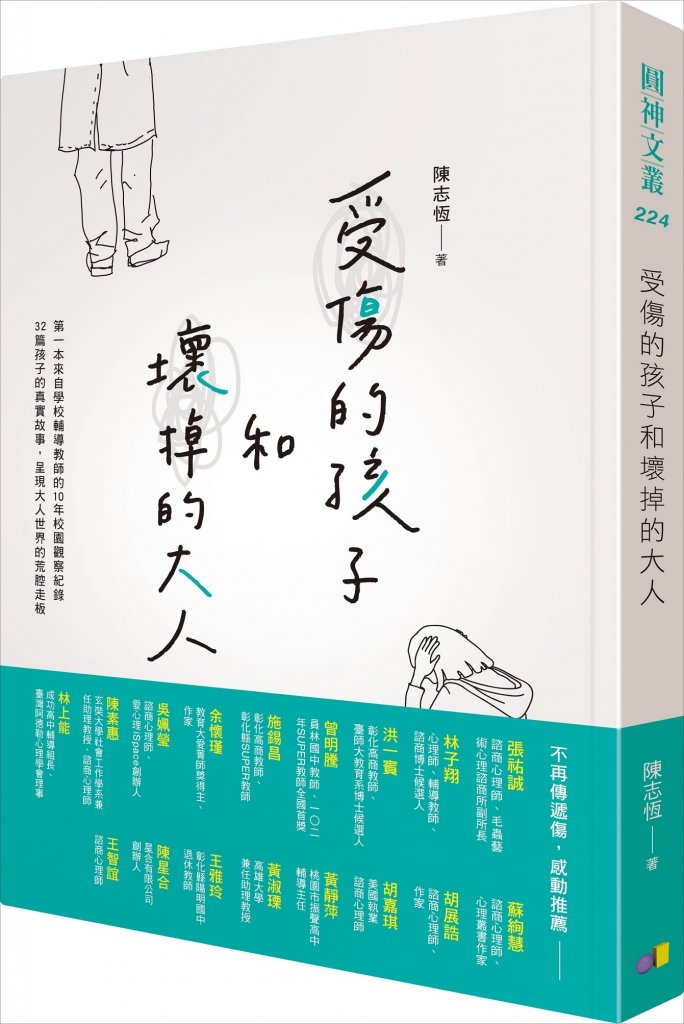 陳志恆──著
受傷的孩子
和
壞掉的大人
第一本來自學校輔導教師的10年校園觀察紀錄
32篇孩子的真實故事，呈現大人世界的荒腔走板
不再傳遞傷，感動推薦──
張祐誠
諮商心理師、毛蟲藝
術心理諮商所副所長
蘇絢慧
諮商心理師、
心理叢書作家
林子翔
心理師、輔導教師、
諮商博士候選人
胡展誥
諮商心理師、
作家
洪一賓
彰化高商教師、
臺師大教育系博士候選人
胡嘉琪
美國執業
諮商心理師
曾明騰
員林國中教師、一〇二
年SUPER教師全國首獎
黃靜萍
桃園市振聲高中
輔導主任
施錫昌
彰化高商教師、
彰化縣SUPER教師
黃淑瑮
高雄大學
兼任助理教授
余懷瑾
教育大愛菁師獎得主、
作家
王雅玲
彰化縣陽明國中
退休教師
吳姵瑩
諮商心理師、
愛心理iSpace創辦人
陳星合
星合有限公司
創辦人
陳素惠
玄奘大學社會工作學系兼
任助理教授、諮商心理師
王智誼
諮商心理師
林上能
成功高中輔導組長、
臺灣阿德勒心理學會理事
圓神文叢
224
受傷的孩子和壞掉的大人
陳志恆──著